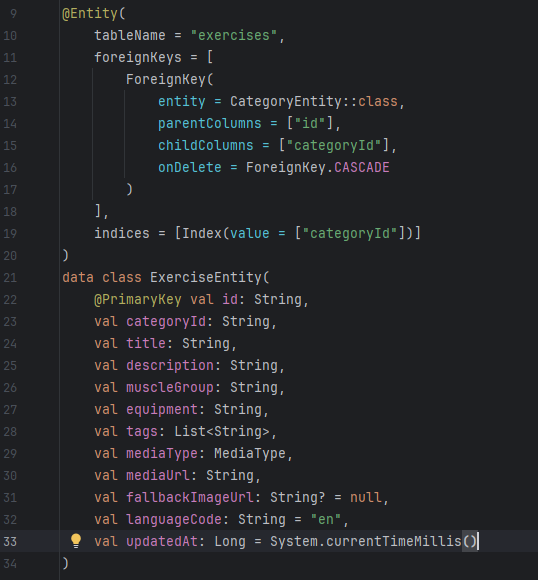 9 @Entity(
10     tableName = "exercises",
11     foreignKeys = [
12         ForeignKey(
13             entity = CategoryEntity::class,
14             parentColumns = ["id"],
15             childColumns = ["categoryId"],
16             onDelete = ForeignKey.CASCADE
17         )
18     ],
19     indices = [Index(value = ["categoryId"])]
20 )
21 data class ExerciseEntity(
22     @PrimaryKey val id: String,
23     val categoryId: String,
24     val title: String,
25     val description: String,
26     val muscleGroup: String,
27     val equipment: String,
28     val tags: List<String>,
29     val mediaType: MediaType,
30     val mediaUrl: String,
31     val fallbackImageUrl: String? = null,
32     val languageCode: String = "en",
33     val updatedAt: Long = System.currentTimeMillis()
34 )